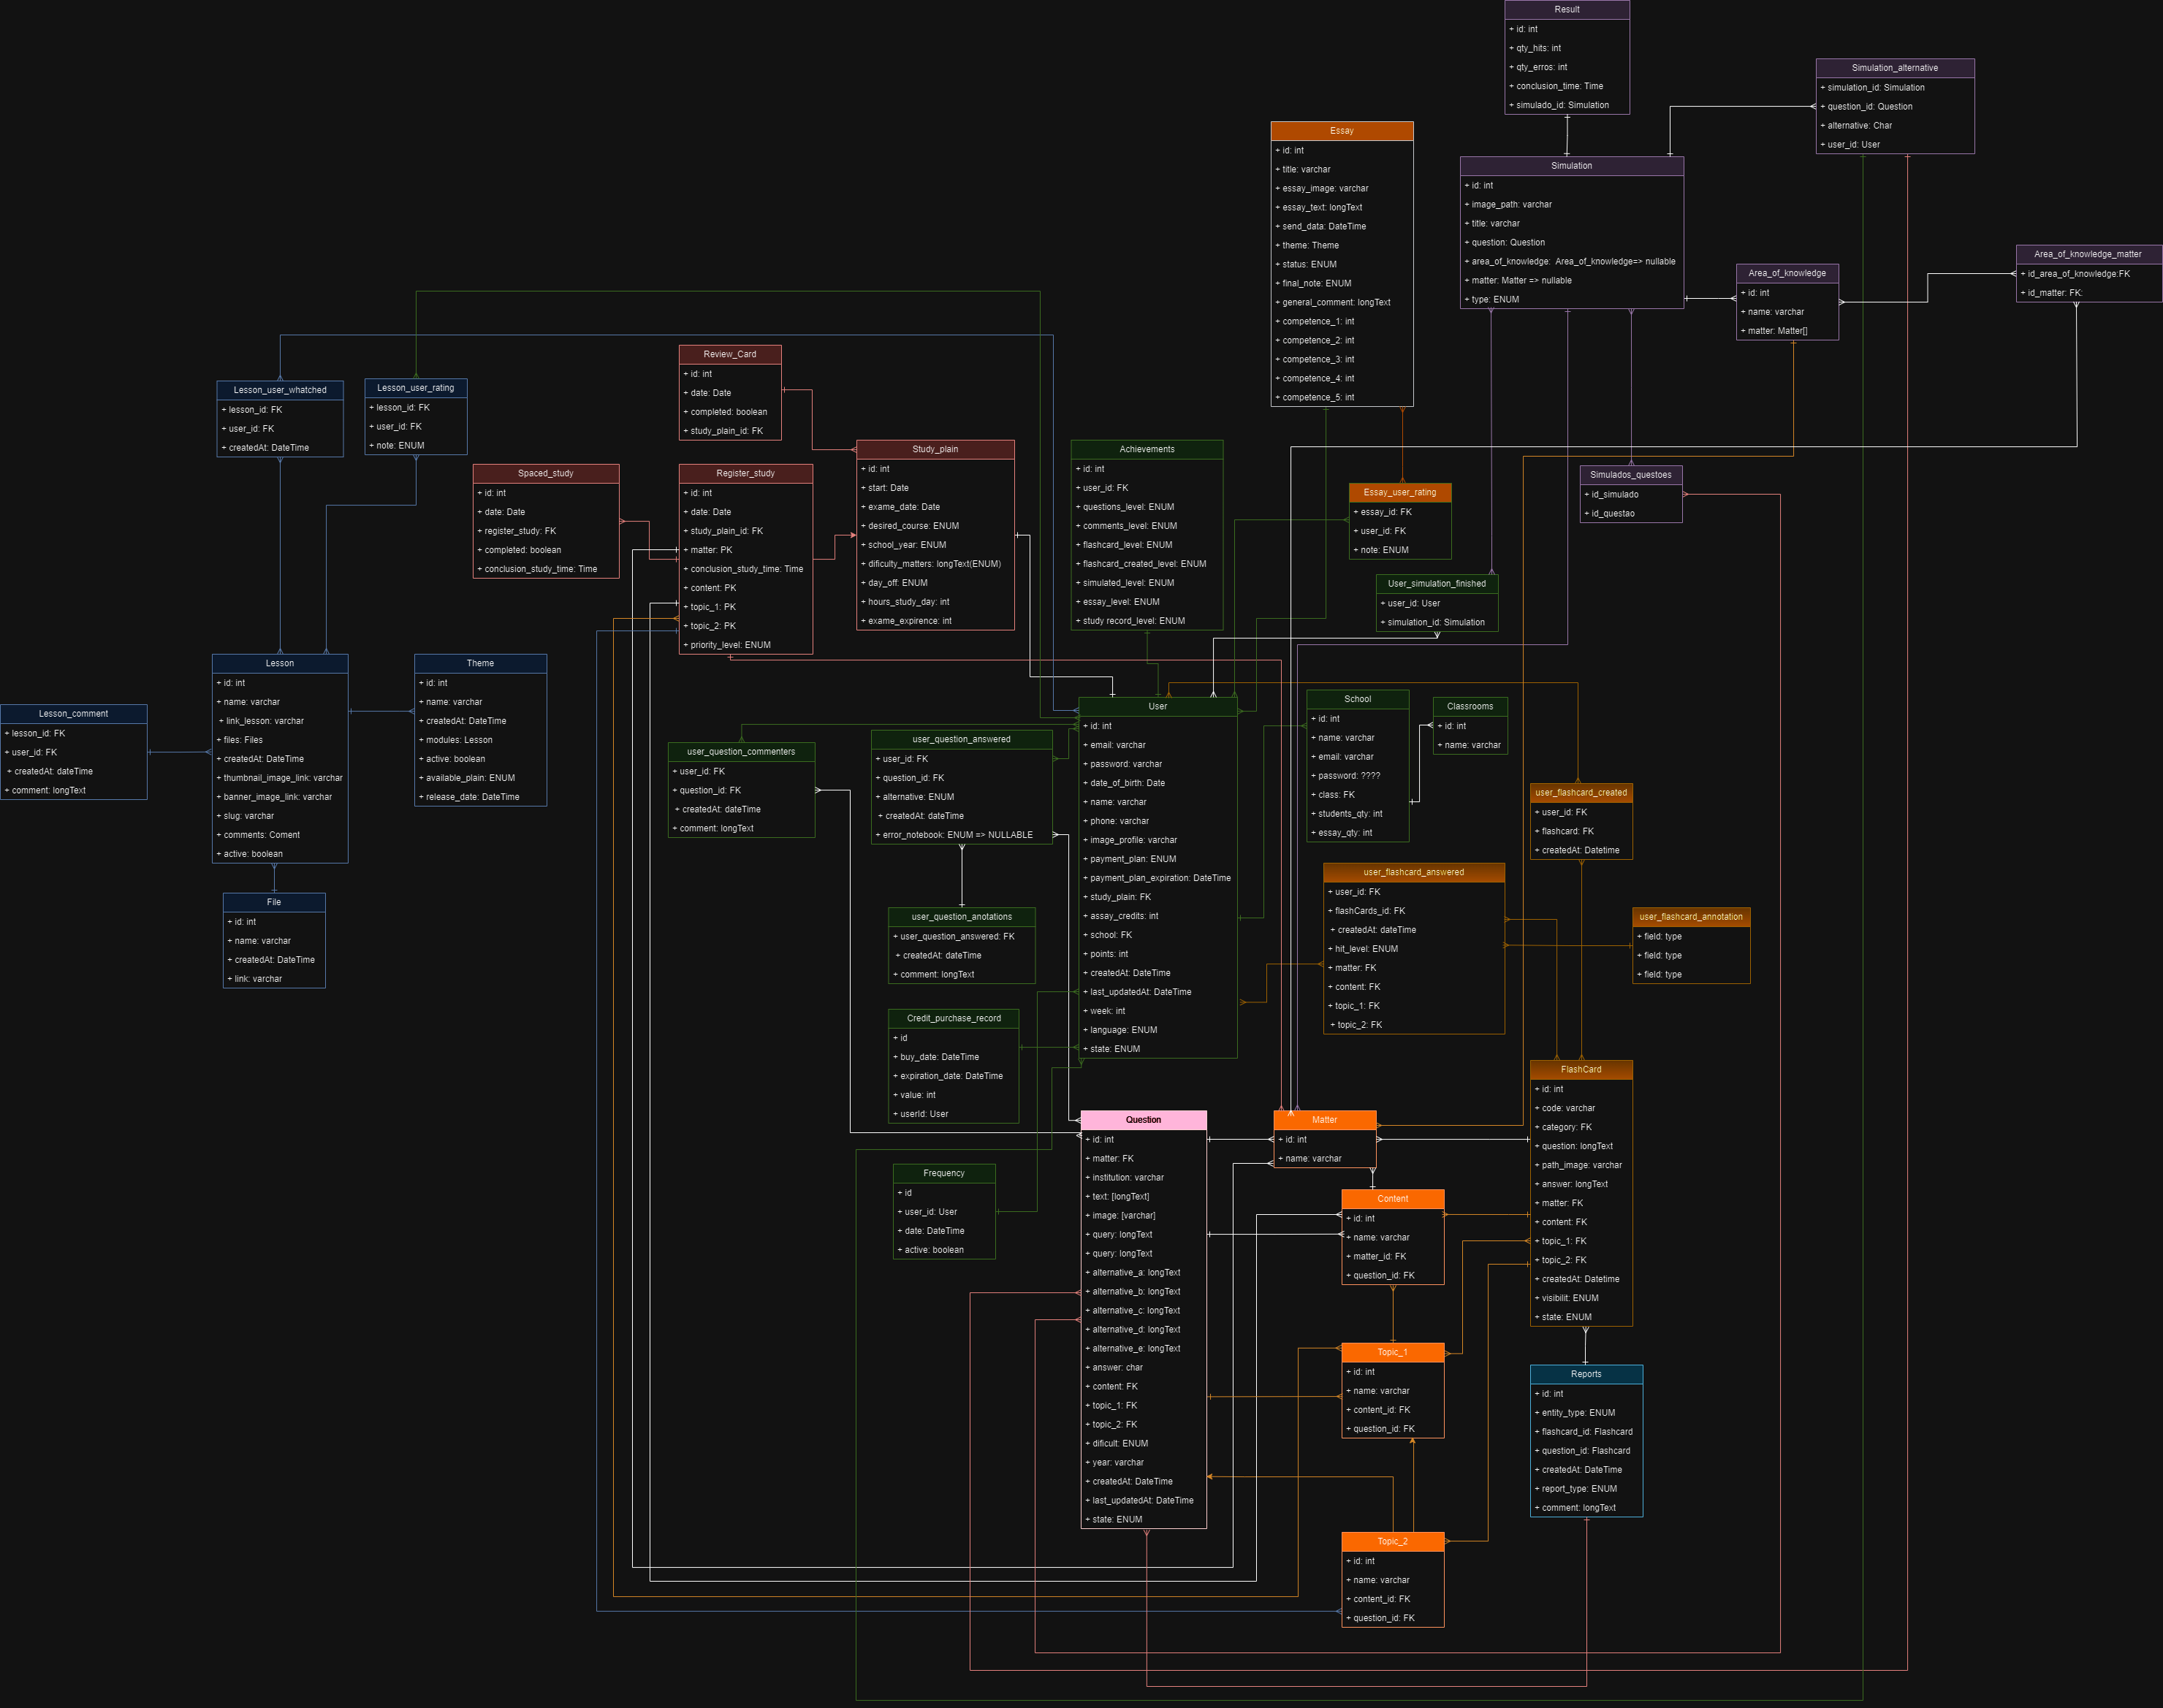 Result
+ id: int
+ qty_hits: int
+ qty_erros: int
+ conclusion_time: Time
+ simulado_id: Simulation
Simulation_alternative
+ simulation_id: Simulation
+ question_id: Question
+ alternative: Char
+ user_id: User
Essay
+ id: int
+ title: varchar
+ essay_image: varchar
+ essay_text: longText
+ send_data: DateTime
+ theme: Theme
+ status: ENUM
+ final_note: ENUM
+ general_comment: longText
+ competence_1: int
+ competence_2: int
+ competence_3: int
+ competence_4: int
+ competence_5: int
Simulation
+ id: int
+ image_path: varchar
+ title: varchar
+ question: Question
+ area_of_knowledge:  Area_of_knowledge=> nullable
+ matter: Matter => nullable
+ type: ENUM
Area_of_knowledge
+ id: int
+ name: varchar
+ matter: Matter[]
Area_of_knowledge_matter
+ id_area_of_knowledge:FK
+ id_matter: FK:
Review_Card
+ id: int
+ date: Date
+ completed: boolean
+ study_plain_id: FK
Lesson_user_whatched
+ lesson_id: FK
+ user_id: FK
+ createdAt: DateTime
Lesson_user_rating
+ lesson_id: FK
+ user_id: FK
+ note: ENUM
Spaced_study
+ id: int
+ date: Date
+ register_study: FK
+ completed: boolean
+ conclusion_study_time: Time
Register_study
+ id: int
+ date: Date
+ study_plain_id: FK
+ matter: PK
+ conclusion_study_time: Time
+ content: PK
+ topic_1: PK
+ topic_2: PK
+ priority_level: ENUM
Study_plain
+ id: int
+ start: Date
+ exame_date: Date
+ desired_course: ENUM
+ school_year: ENUM
+ dificulty_matters: longText(ENUM)
+ day_off: ENUM
+ hours_study_day: int
+ exame_expirence: int
Achievements
+ id: int
+ user_id: FK
+ questions_level: ENUM
+ comments_level: ENUM
+ flashcard_level: ENUM
+ flashcard_created_level: ENUM
+ simulated_level: ENUM
+ essay_level: ENUM
+ study record_level: ENUM
Essay_user_rating
+ essay_id: FK
+ user_id: FK
+ note: ENUM
Simulados_questoes
+ id_simulado
+ id_questao
User_simulation_finished
+ user_id: User
+ simulation_id: Simulation
Lesson_comment
+ lesson_id: FK
+ user_id: FK
+ createdAt: dateTime
+ comment: longText
Lesson
+ id: int
+ name: varchar
+ link_lesson: varchar
+ files: Files
+ createdAt: DateTime
+ thumbnail_image_link: varchar
+ banner_image_link: varchar
+ slug: varchar
+ comments: Coment
+ active: boolean
Theme
+ id: int
+ name: varchar
+ createdAt: DateTime
+ modules: Lesson
+ active: boolean
+ available_plain: ENUM
+ release_date: DateTime
File
+ id: int
+ name: varchar
+ createdAt: DateTime
+ link: varchar
user_question_commenters
+ user_id: FK
+ question_id: FK
+ createdAt: dateTime
+ comment: longText
user_question_answered
+ user_id: FK
+ question_id: FK
+ alternative: ENUM
+ createdAt: dateTime
+ error_notebook: ENUM => NULLABLE
user_question_anotations
+ user_question_answered: FK
+ createdAt: dateTime
+ comment: longText
Credit_purchase_record
+ id
+ buy_date: DateTime
+ expiration_date: DateTime
+ value: int
+ userId: User
Frequency
+ id
+ user_id: User
+ date: DateTime
+ active: boolean
User
+ id: int
+ email: varchar
+ password: varchar
+ date_of_birth: Date
+ name: varchar
+ phone: varchar
+ image_profile: varchar
+ payment_plan: ENUM
+ payment_plan_expiration: DateTime
+ study_plain: FK
+ assay_credits: int
+ school: FK
+ points: int
+ createdAt: DateTime
+ last_updatedAt: DateTime
+ week: int
+ language: ENUM
+ state: ENUM
School
+ id: int
+ name: varchar
+ email: varchar
+ password: ????
+ class: FK
+ students_qty: int
+ essay_qty: int
Classrooms
+ id: int
+ name: varchar
user_flashcard_created
+ user_id: FK
+ flashcard: FK
+ createdAt: Datetime
user_flashcard_answered
+ user_id: FK
+ flashCards_id: FK
+ createdAt: dateTime
+ hit_level: ENUM
+ matter: FK
+ content: FK
+ topic_1: FK
+ topic_2: FK
user_flashcard_annotation
+ field: type
+ field: type
+ field: type
Question
+ id: int
+ matter: FK
+ institution: varchar
+ text: [longText]
+ image: [varchar]
+ query: longText
+ query: longText
+ alternative_a: longText
+ alternative_b: longText
+ alternative_c: longText
+ alternative_d: longText
+ alternative_e: longText
+ answer: char
+ content: FK
+ topic_1: FK
+ topic_2: FK
+ dificult: ENUM
+ year: varchar
+ createdAt: DateTime
+ last_updatedAt: DateTime
+ state: ENUM
Matter
+ id: int
+ name: varchar
Content
+ id: int
+ name: varchar
+ matter_id: FK
+ question_id: FK
Topic_1
+ id: int
+ name: varchar
+ content_id: FK
+ question_id: FK
Topic_2
+ id: int
+ name: varchar
+ content_id: FK
+ question_id: FK
FlashCard
+ id: int
+ code: varchar
+ category: FK
+ question: longText
+ path_image: varchar
+ answer: longText
+ matter: FK
+ content: FK
+ topic_1: FK
+ topic_2: FK
+ createdAt: Datetime
+ visibilit: ENUM
+ state: ENUM
Reports
+ id: int
+ entity_type: ENUM
+ flashcard_id: Flashcard
+ question_id: Flashcard
+ createdAt: DateTime
+ report_type: ENUM
+ comment: longText